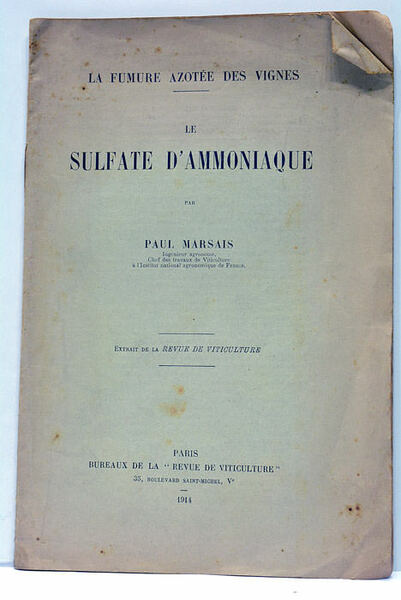 LA FUMURE AZOTÉE DES VIGNES
LE
SULFATE D'AMMONIAQUE
PAR
PAUL MARSAIS
Ingénieur agronome,
Chef des travaux de Viticulture
à l'Institut national agronomique de France.
EXTRAIT DE LA REVUE DE VITICULTURE
PARIS
BUREAUX DE LA "REVUE DE VITICULTURE"
35, BOULEVARD SAINT-MICHEL, Vᵉ
1914